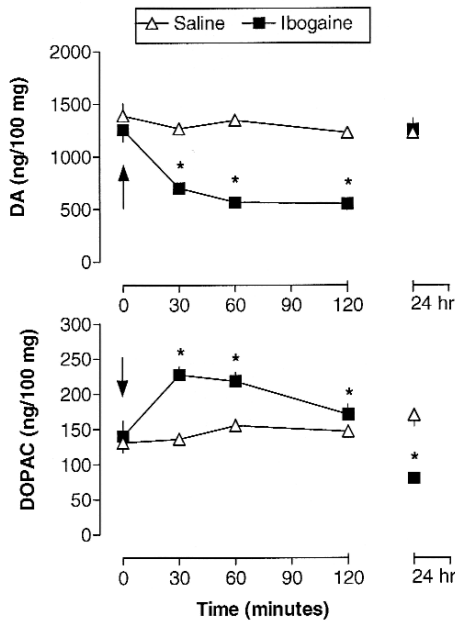 Saline Ibogaine
DA (ng/100 mg)
2000
1500
1000
500
0
* * *
0 30 60 90 120 24 hr
DOPAC (ng/100 mg)
300
250
200
150
100
50
0
* * * *
0 30 60 90 120 24 hr
Time (minutes)